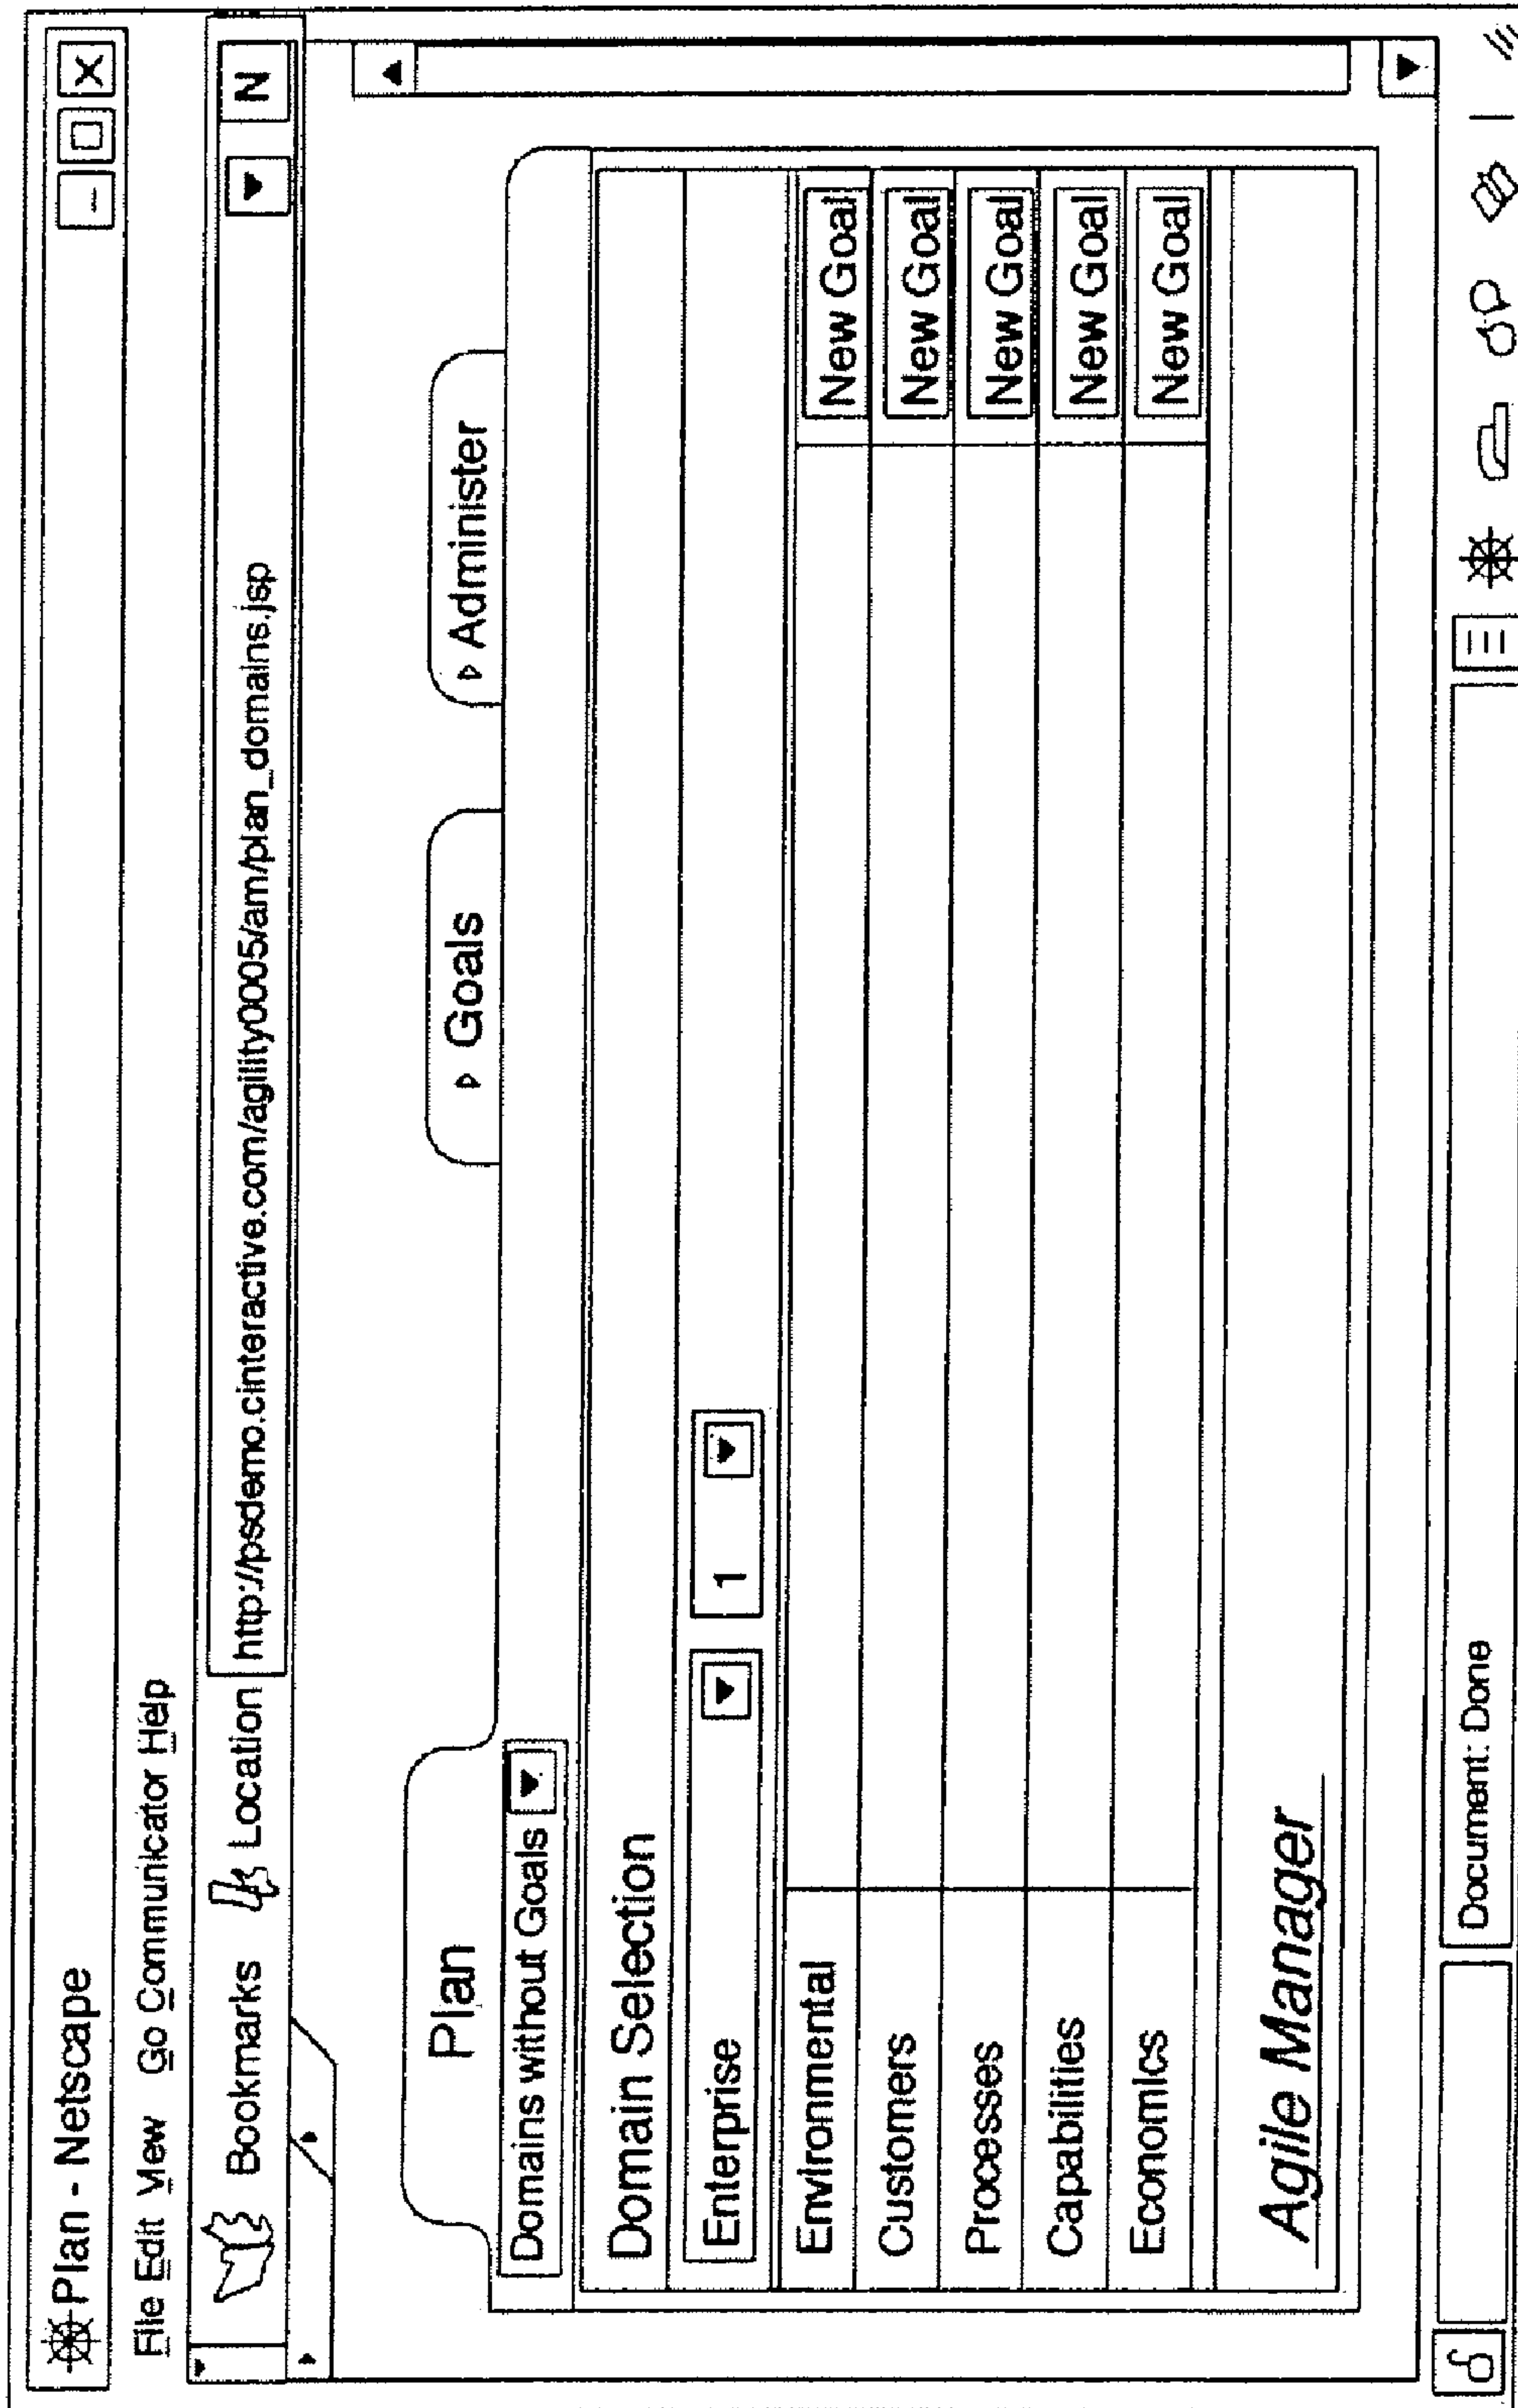 Plan - Netscape
File Edit View Go Communicator Help
Bookmarks Location http://psdemo.cinteractive.com/agility0005/am/plan_domains.jsp N
Plan Goals Administer
Domains without Goals
Domain Selection
Enterprise 1
Environmental New Goal
Customers New Goal
Processes New Goal
Capabilities New Goal
Economics New Goal
Agile Manager
Document: Done